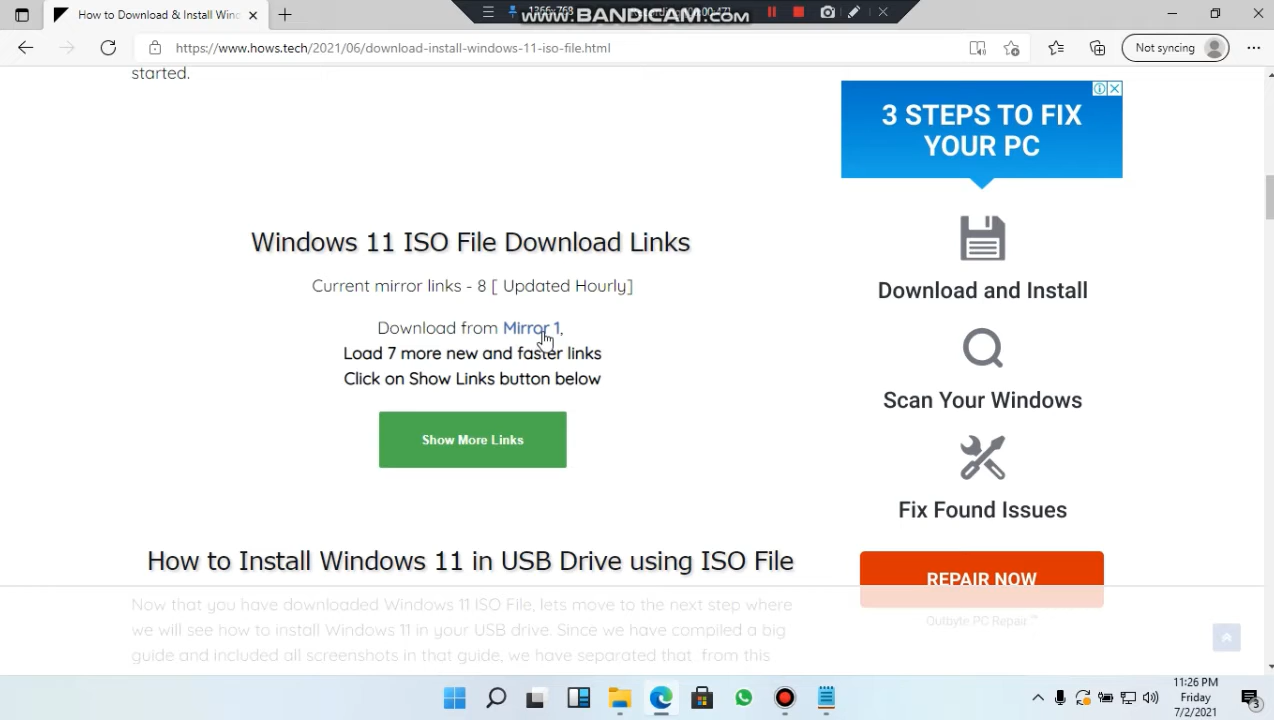 How to Download & Install Windo
1366x768
www.BANDICAM.com
https://www.hows.tech/2021/06/download-install-windows-11-iso-file.html
Not syncing
started.
3 STEPS TO FIX
YOUR PC
Download and Install
Scan Your Windows
Fix Found Issues
REPAIR NOW
Outbyte PC Repair ™
Windows 11 ISO File Download Links
Current mirror links - 8 [ Updated Hourly]
Download from Mirror 1,
Load 7 more new and faster links
Click on Show Links button below
Show More Links
How to Install Windows 11 in USB Drive using ISO File
Now that you have downloaded Windows 11 ISO File, lets move to the next step where
we will see how to install Windows 11 in your USB drive. Since we have compiled a big
guide and included all screenshots in that guide, we have separated that from this
11:26 PM
Friday
7/2/2021
3